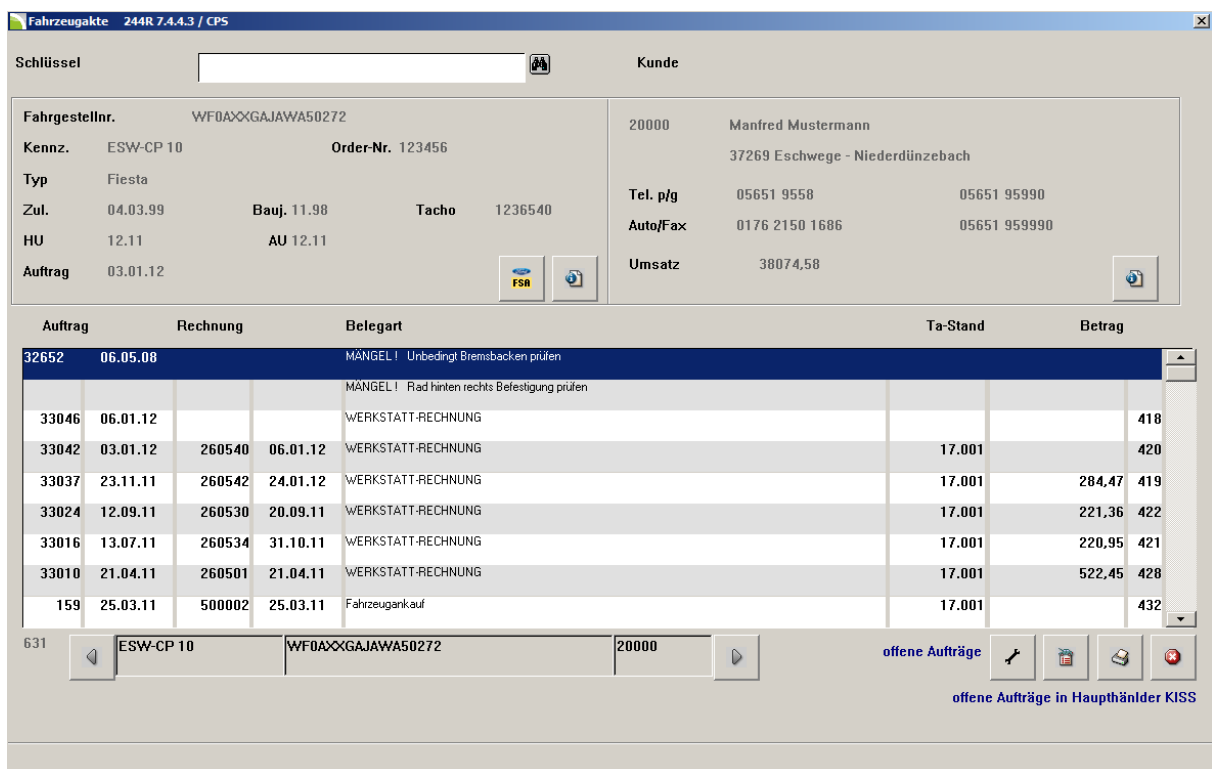 Fahrzeugakte 244R 7.4.4.3 / CPS
Schlüssel Kunde
Fahrgestellnr. WF0AXXGAJAWA50272
Kennz. ESW-CP 10 Order-Nr. 123456
Typ Fiesta
Zul. 04.03.99 Bauj. 11.98 Tacho 1236540
HU 12.11 AU 12.11
Auftrag 03.01.12
FSA
20000 Manfred Mustermann
37269 Eschwege - Niederdünzebach
Tel. p/g 05651 9558 05651 95990
Auto/Fax 0176 2150 1686 05651 959990
Umsatz 38074,58
Auftrag Rechnung Belegart Ta-Stand Betrag
32652 06.05.08 MÄNGEL ! Unbedingt Bremsbacken prüfen
MÄNGEL ! Rad hinten rechts Befestigung prüfen
33046 06.01.12 WERKSTATT-RECHNUNG 418
33042 03.01.12 260540 06.01.12 WERKSTATT-RECHNUNG 17.001 420
33037 23.11.11 260542 24.01.12 WERKSTATT-RECHNUNG 17.001 284,47 419
33024 12.09.11 260530 20.09.11 WERKSTATT-RECHNUNG 17.001 221,36 422
33016 13.07.11 260534 31.10.11 WERKSTATT-RECHNUNG 17.001 220,95 421
33010 21.04.11 260501 21.04.11 WERKSTATT-RECHNUNG 17.001 522,45 428
159 25.03.11 500002 25.03.11 Fahrzeugankauf 17.001 432
631 ESW-CP 10 WF0AXXGAJAWA50272 20000 offene Aufträge
offene Aufträge in Haupthänlder KISS